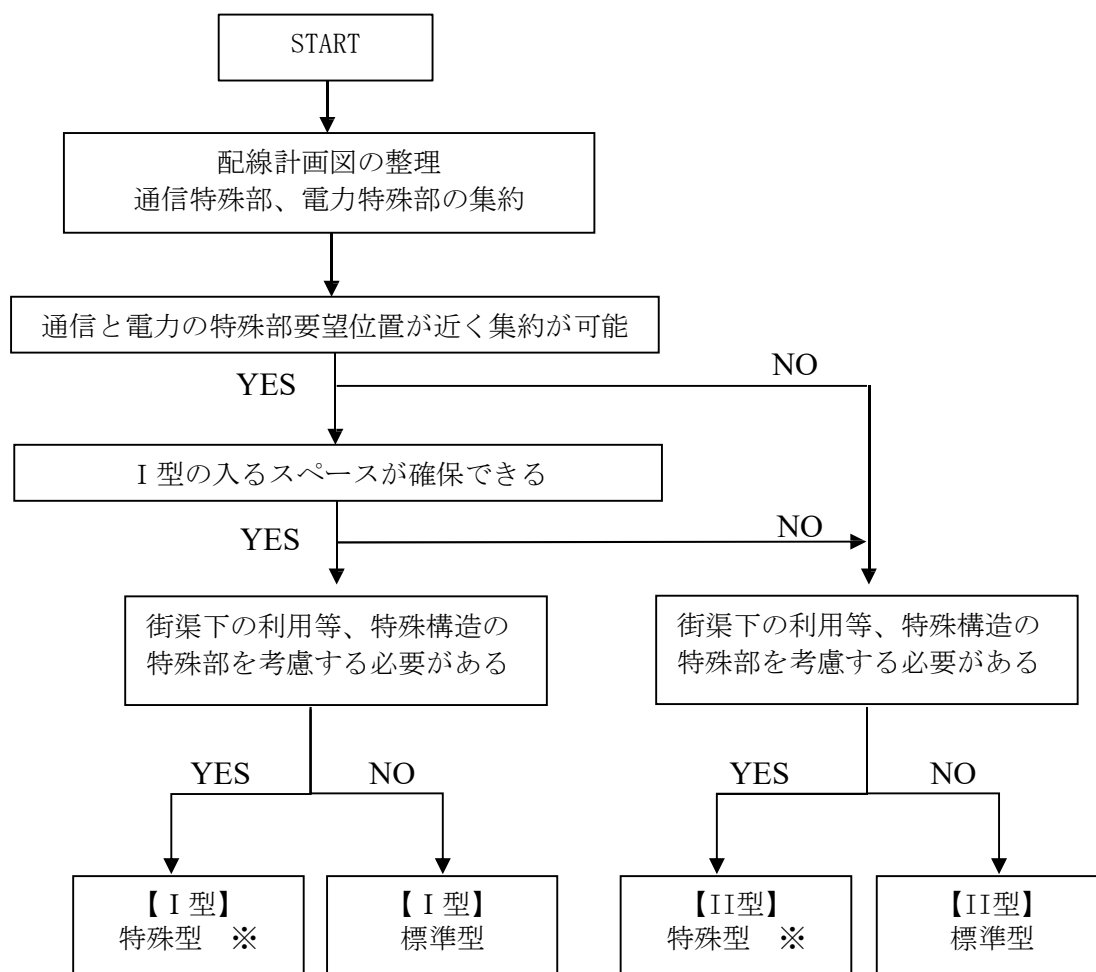 START
配線計画図の整理
通信特殊部、電力特殊部の集約
通信と電力の特殊部要望位置が近く集約が可能
YES
NO
Ⅰ型の入るスペースが確保できる
YES
NO
街渠下の利用等、特殊構造の
特殊部を考慮する必要がある
街渠下の利用等、特殊構造の
特殊部を考慮する必要がある
YES
NO
YES
NO
【Ⅰ型】
特殊型　※
【Ⅰ型】
標準型
【II型】
特殊型　※
【II型】
標準型